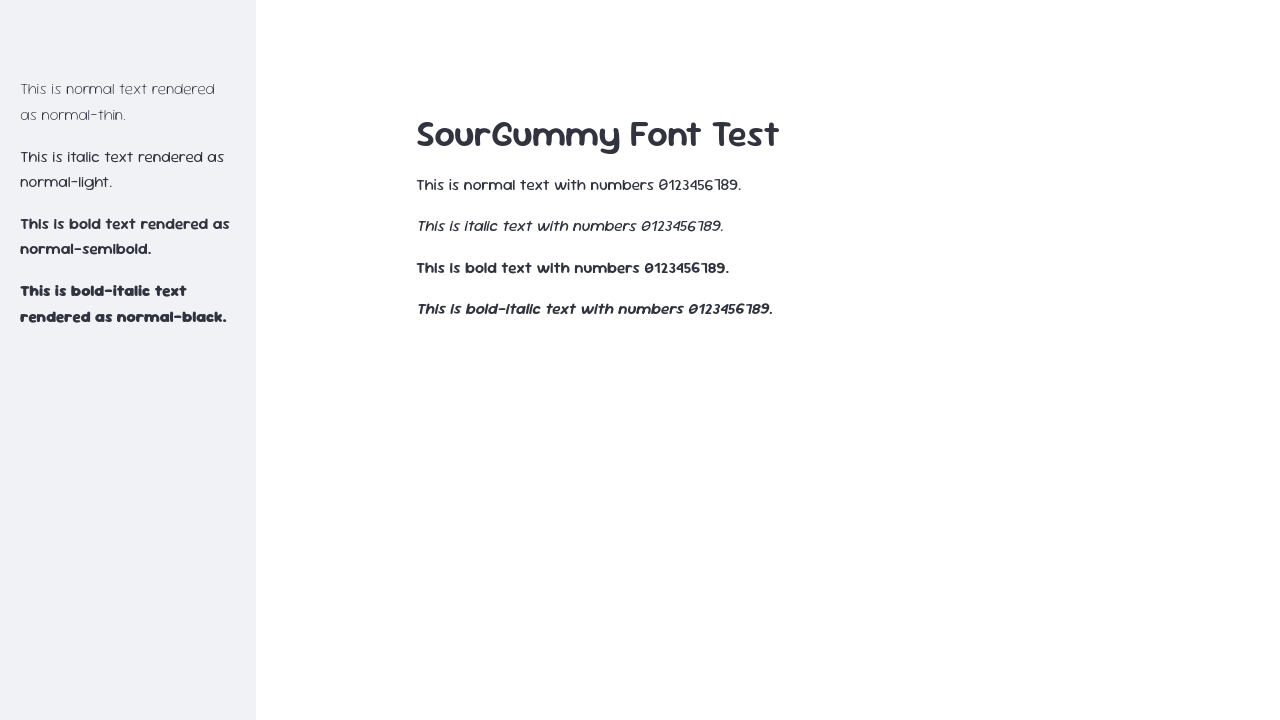 This is normal text rendered
as normal-thin.
This is italic text rendered as
normal-light.
This is bold text rendered as
normal-semibold.
This is bold-italic text
rendered as normal-black.
SourGummy Font Test
This is normal text with numbers 0123456789.
This is italic text with numbers 0123456789.
This is bold text with numbers 0123456789.
This is bold-italic text with numbers 0123456789.